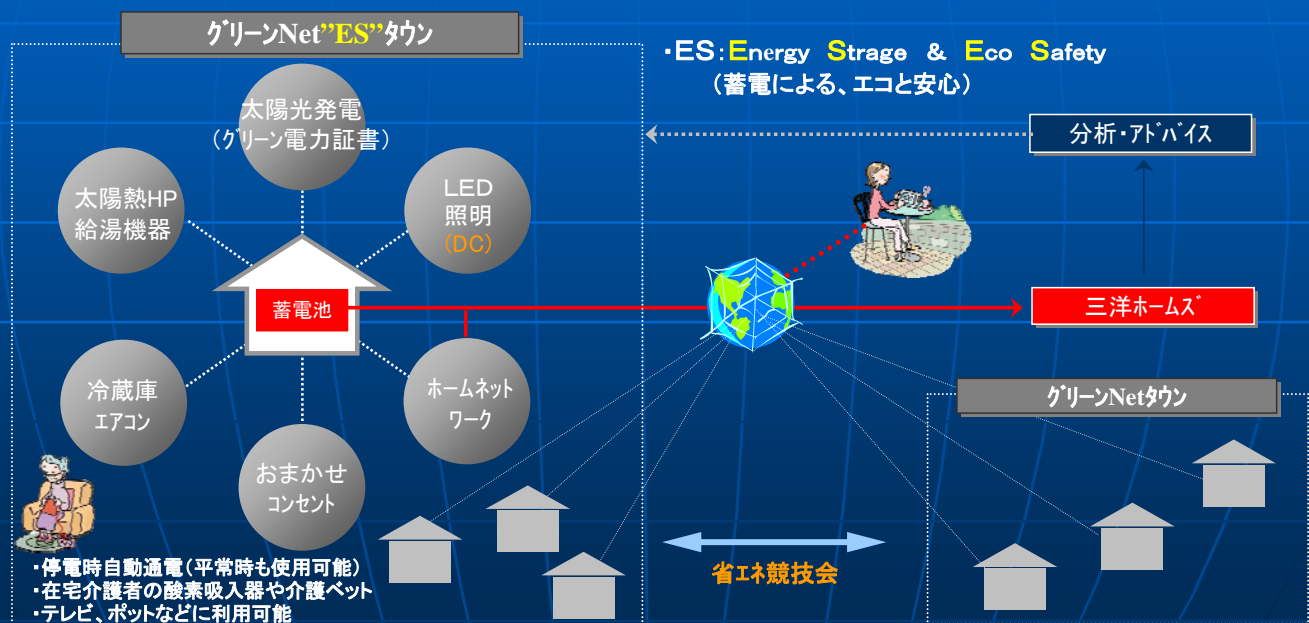 グリーンNet”ES”タウン
・ES:Energy Strage & Eco Safety
(蓄電による、エコと安心)
太陽光発電
(グリーン電力証書)
分析・アドバイス
太陽熱HP
給湯機器
LED
照明
(DC)
蓄電池
三洋ホームズ
冷蔵庫
エアコン
ホームネット
ワーク
グリーンNetタウン
おまかせ
コンセント
省エネ競技会
・停電時自動通電(平常時も使用可能)
・在宅介護者の酸素吸入器や介護ベット
・テレビ、ポットなどに利用可能